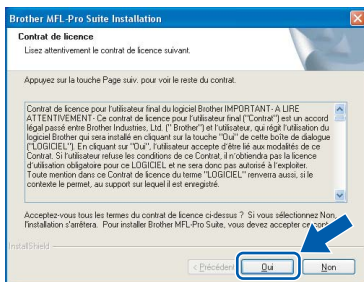 Brother MFL-Pro Suite Installation
Contrat de licence
Lisez attentivement le contrat de licence suivant.
Appuyez sur la touche Page suiv. pour voir le reste du contrat.
Contrat de licence pour l'utilisateur final du logiciel Brother IMPORTANT- A LIRE
ATTENTIVEMENT- Ce contrat de licence pour l'utilisateur final ("Contrat") est un accord
légal passé entre Brother Industries, Ltd. (" Brother") et l'utilisateur, qui régit l'utilisation du
logiciel Brother qui sera installé en cliquant sur la touche "Oui" de cette boîte de dialogue
("LOGICIEL"). En cliquant sur "Oui", l'utilisateur accepte d'être lié aux modalités de ce
Contrat. Si l'utilisateur refuse les conditions de ce Contrat, il n'obtiendra pas la licence
d'utilisation obligatoire pour ce LOGICIEL et ne sera donc pas autorisé à l'exploiter.
Toute mention dans ce Contrat de licence du terme "LOGICIEL" renverra aussi, si le
contexte le permet, au support sur lequel il est enregistré.
Acceptez-vous tous les termes du contrat de licence ci-dessus ? Si vous sélectionnez Non,
l'installation s'arrêtera. Pour installer Brother MFL-Pro Suite, vous devez accepter ce
InstallShield
< Précédent
Oui
Non